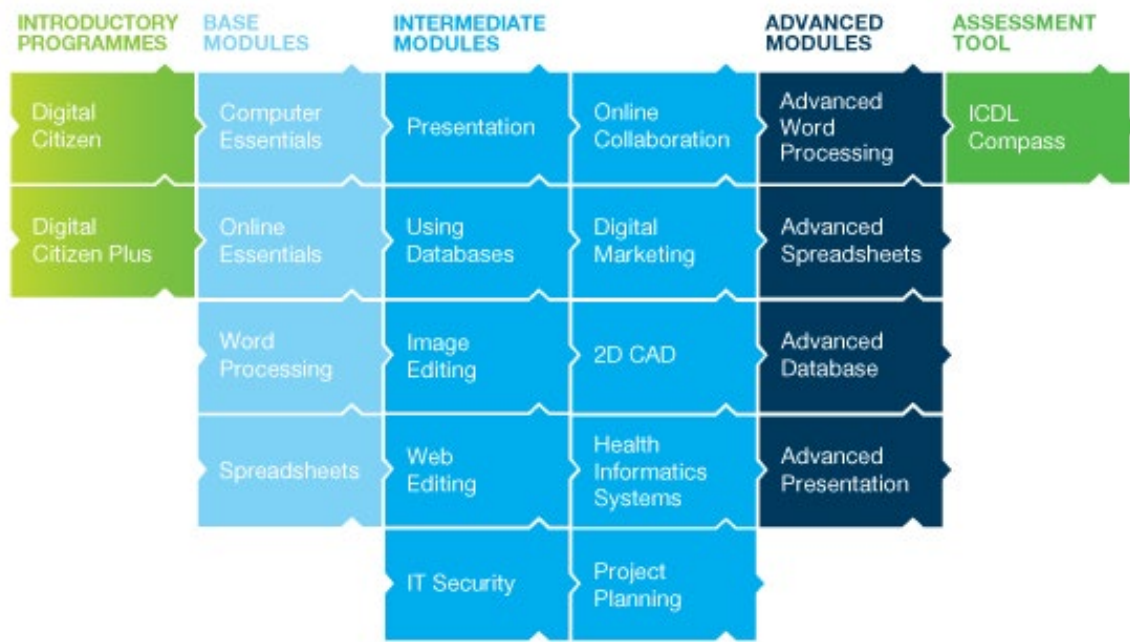 INTRODUCTORY
PROGRAMMES
BASE
MODULES
INTERMEDIATE
MODULES
ADVANCED
MODULES
ASSESSMENT
TOOL
Digital
Citizen
Computer
Essentials
Presentation
Online
Collaboration
Advanced
Word
Processing
ICDL
Compass
Digital
Citizen Plus
Online
Essentials
Using
Databases
Digital
Marketing
Advanced
Spreadsheets
Word
Processing
Image
Editing
2D CAD
Advanced
Database
Spreadsheets
Web
Editing
Health
Informatics
Systems
Advanced
Presentation
IT Security
Project
Planning